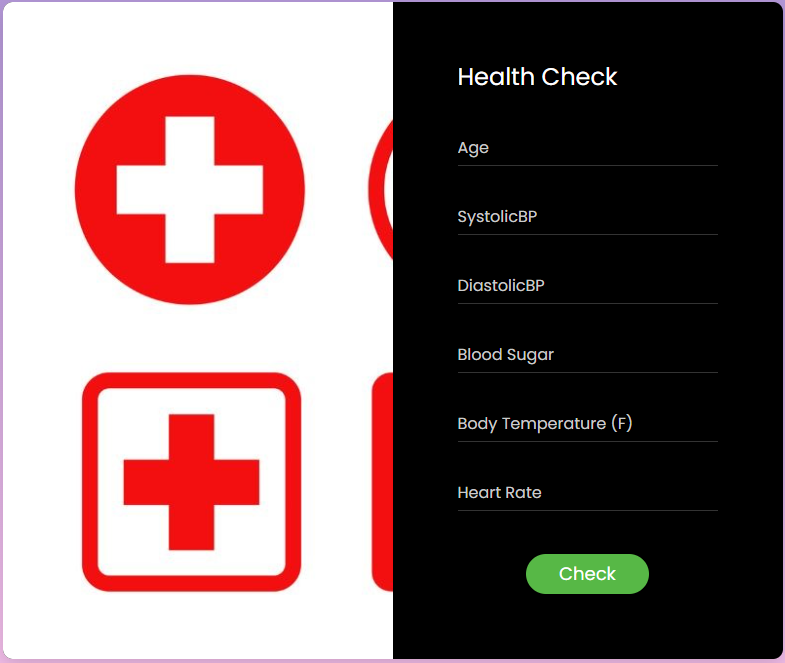 Health Check
Age
SystolicBP
DiastolicBP
Blood Sugar
Body Temperature (F)
Heart Rate
Check